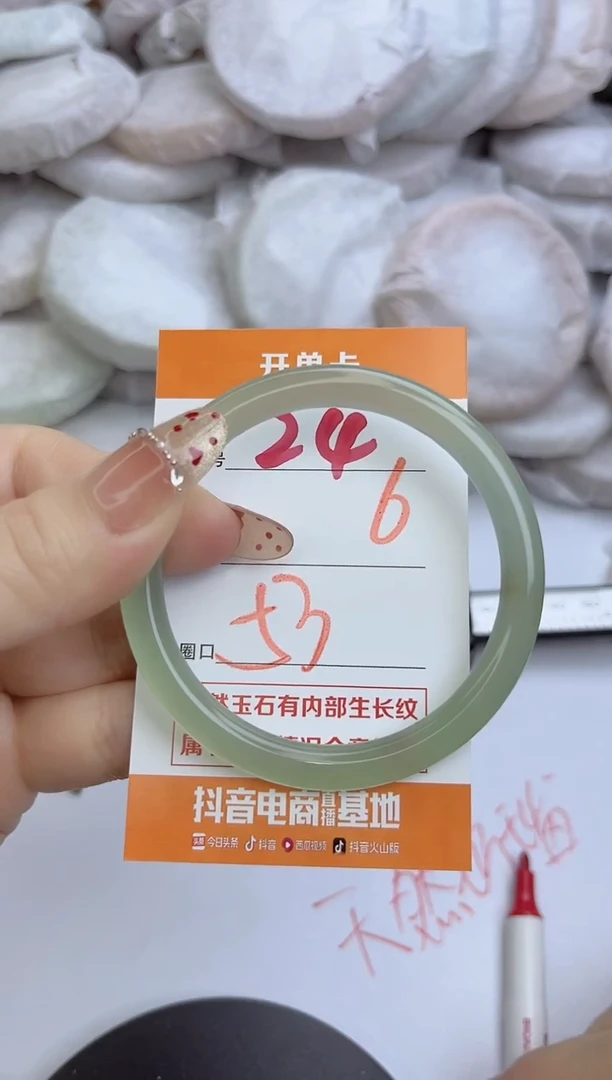 开单卡
号 24
6
圈口 53
然玉石有内部生长纹
属
抖音电商直播基地
今日头条 抖音 西瓜视频 抖音火山版
天然